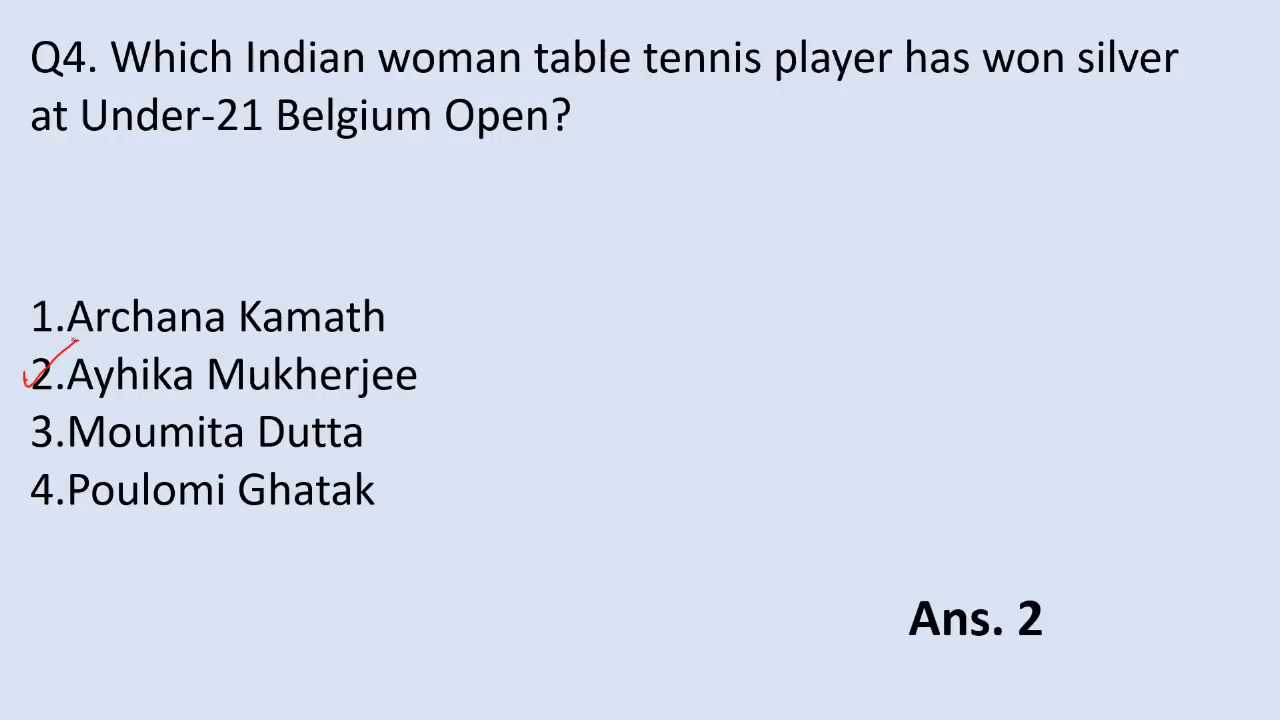 Q4. Which Indian woman table tennis player has won silver
at Under-21 Belgium Open?
1.Archana Kamath
2.Ayhika Mukherjee
3.Moumita Dutta
4.Poulomi Ghatak
Ans. 2